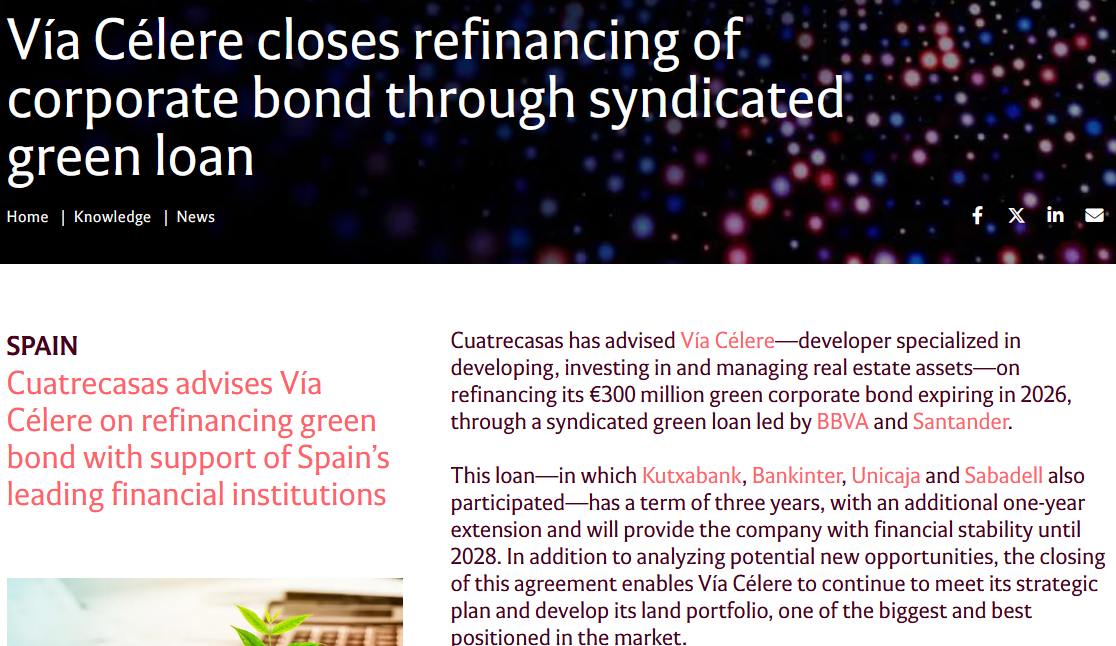 Vía Célere closes refinancing of
corporate bond through syndicated
green loan
Home | Knowledge | News
SPAIN
Cuatrecasas advises Vía
Célere on refinancing green
bond with support of Spain’s
leading financial institutions
Cuatrecasas has advised Vía Célere—developer specialized in
developing, investing in and managing real estate assets—on
refinancing its €300 million green corporate bond expiring in 2026,
through a syndicated green loan led by BBVA and Santander.
This loan—in which Kutxabank, Bankinter, Unicaja and Sabadell also
participated—has a term of three years, with an additional one-year
extension and will provide the company with financial stability until
2028. In addition to analyzing potential new opportunities, the closing
of this agreement enables Vía Célere to continue to meet its strategic
plan and develop its land portfolio, one of the biggest and best
positioned in the market.